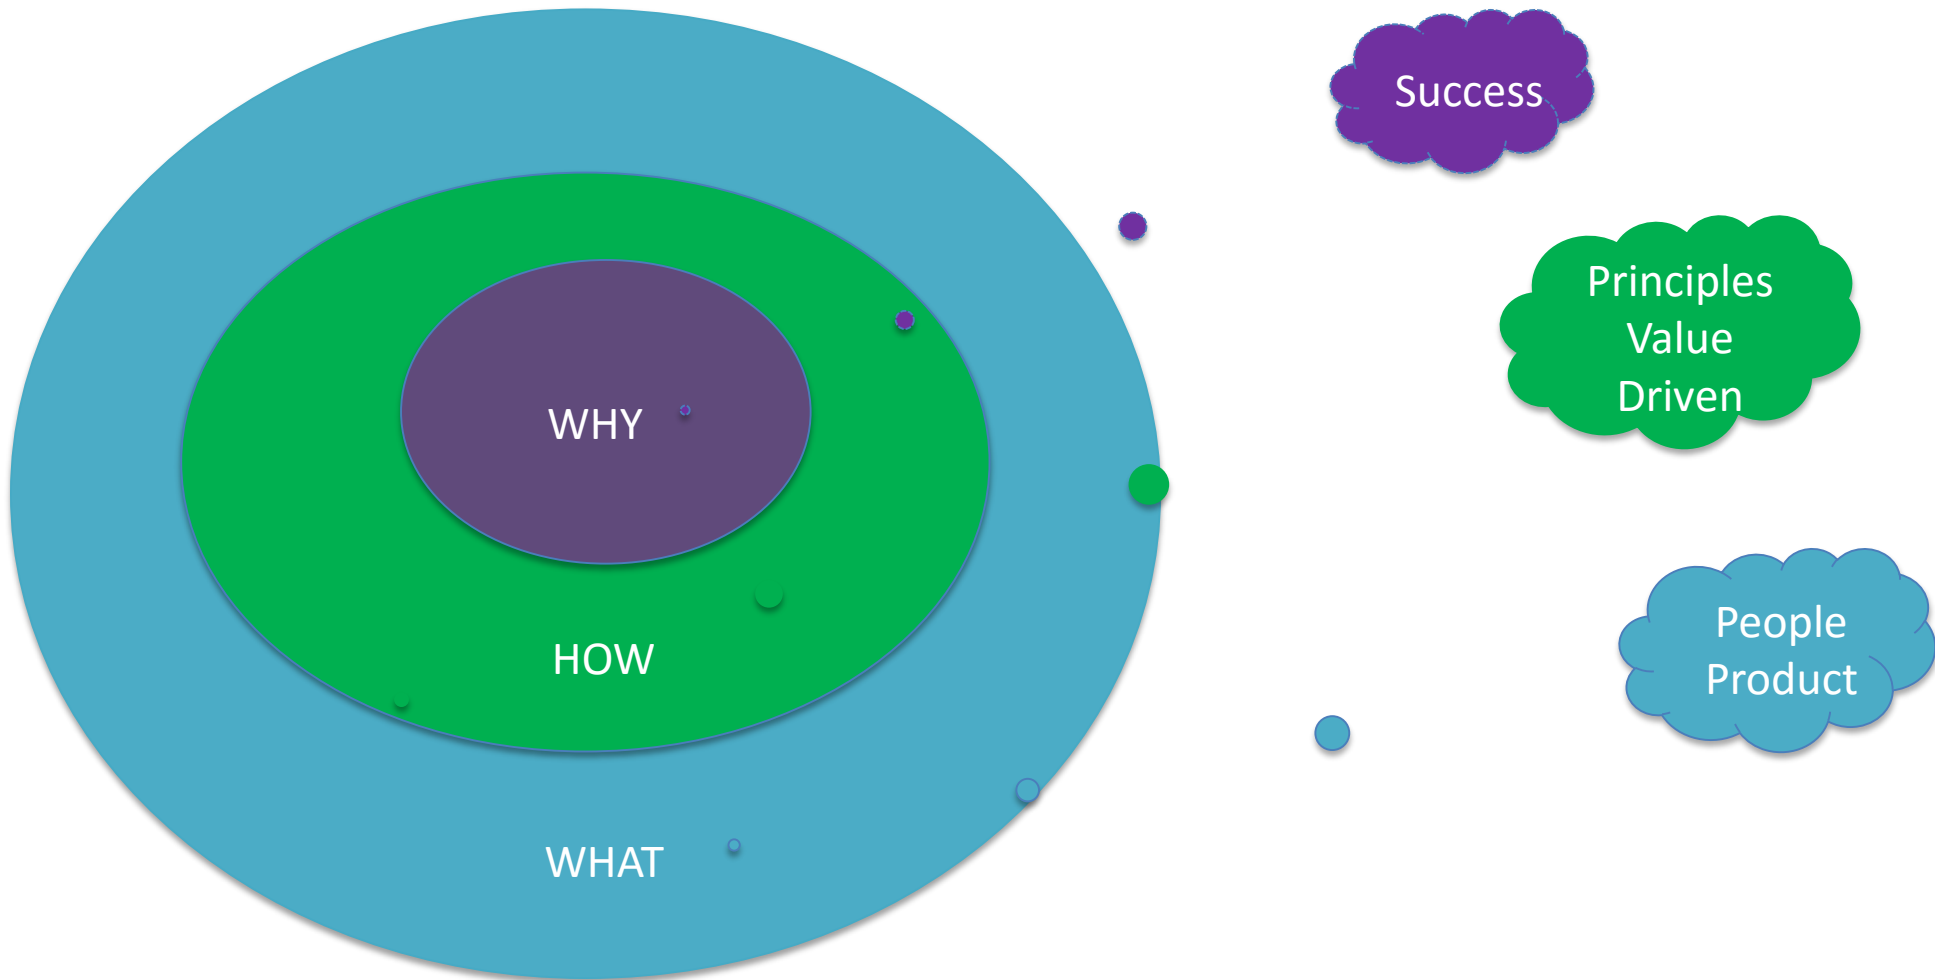 Success
Principles
Value
Driven
WHY
People
HOW
Product
WHAT